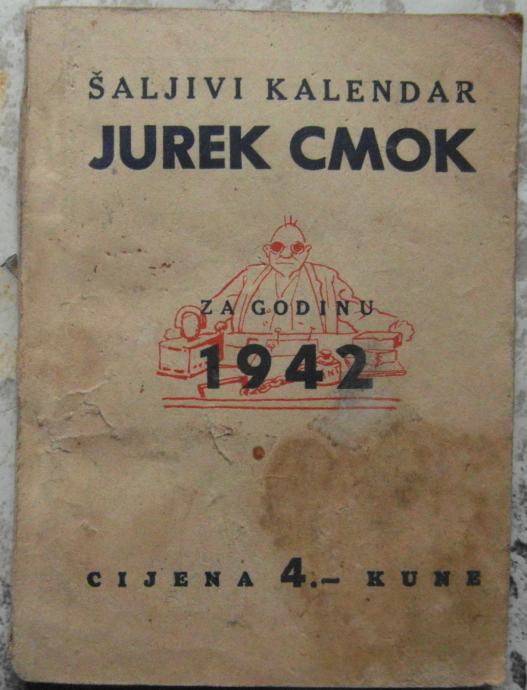 ŠALJIVI KALENDAR
JUREK CMOK
ZA GODINU
1942
CIJENA 4.– KUNE